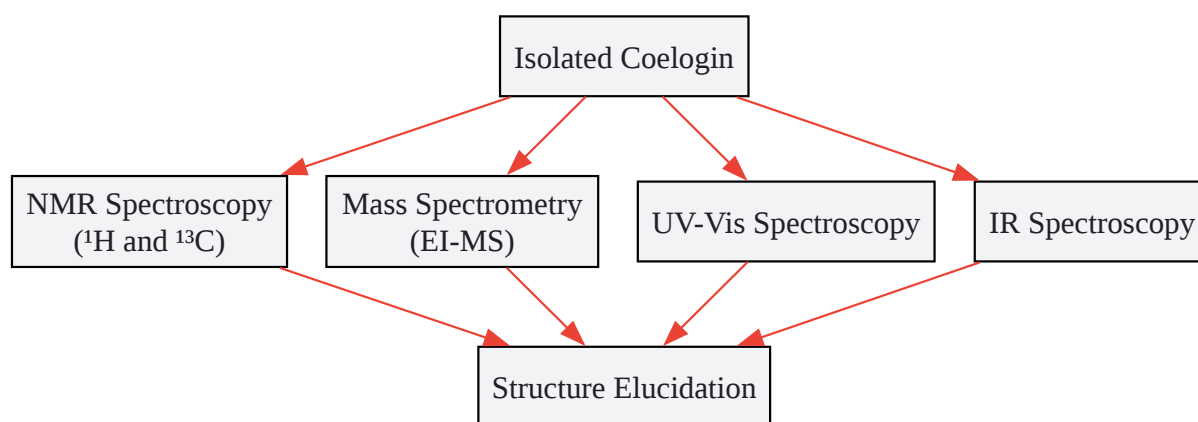 Isolated Coelogin
NMR Spectroscopy
(¹H and ¹³C)
Mass Spectrometry
(EI-MS)
UV-Vis Spectroscopy
IR Spectroscopy
Structure Elucidation